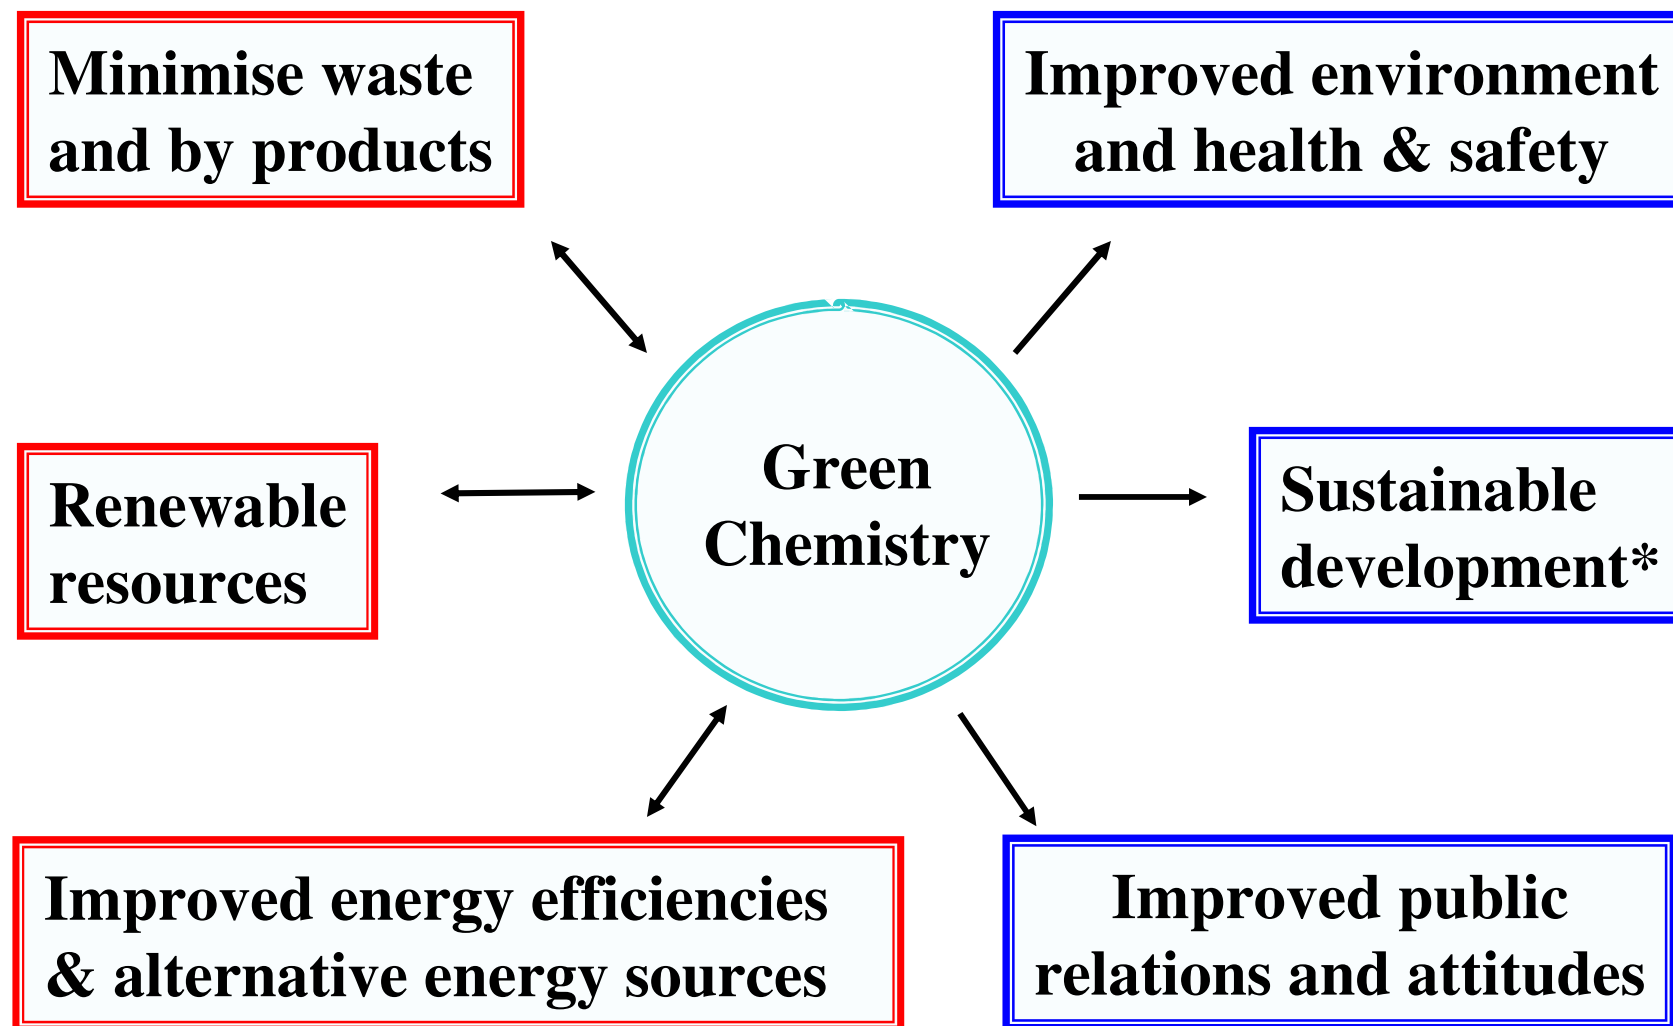 Minimise waste
and by products
Improved environment
and health & safety
Green
Chemistry
Renewable
resources
Sustainable
development*
Improved energy efficiencies
& alternative energy sources
Improved public
relations and attitudes